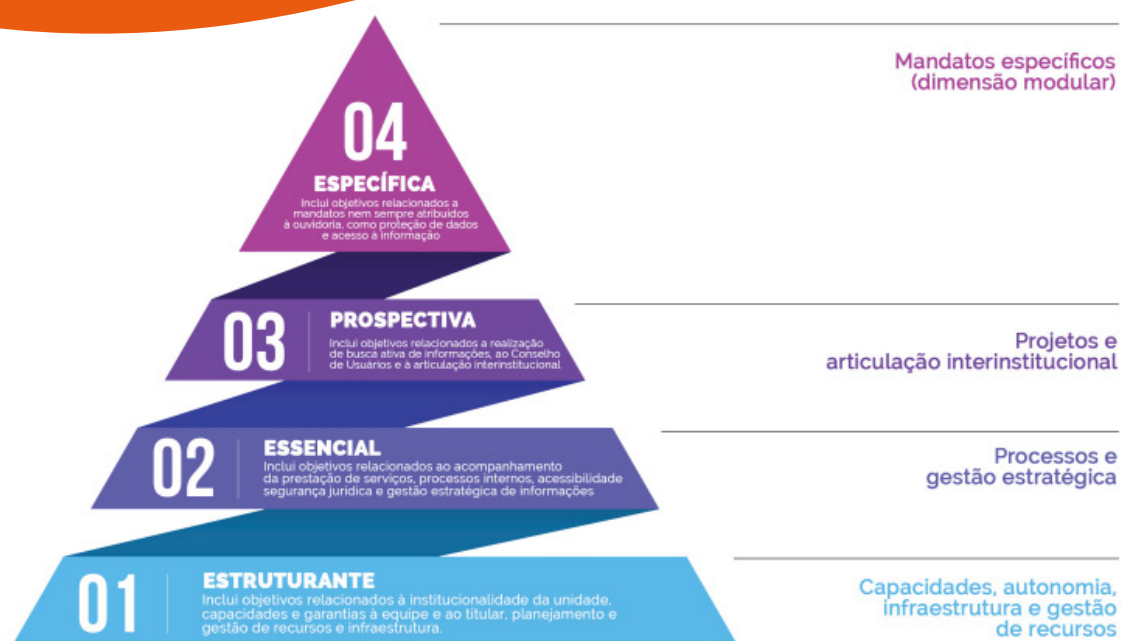 Mandatos específicos
(dimensão modular)
04
ESPECÍFICA
Inclui objetivos relacionados a
mandatos nem sempre atribuídos
à ouvidoria, como proteção de dados
e acesso à informação
03
PROSPECTIVA
Inclui objetivos relacionados a realização
de busca ativa de informações, ao Conselho
de Usuários e à articulação interinstitucional
Projetos e
articulação interinstitucional
02
ESSENCIAL
Inclui objetivos relacionados ao acompanhamento
da prestação de serviços, processos internos, acessibilidade
segurança jurídica e gestão estratégica de informações
Processos e
gestão estratégica
01
ESTRUTURANTE
Inclui objetivos relacionados à institucionalidade da unidade,
capacidades e garantias à equipe e ao titular, planejamento e
gestão de recursos e infraestrutura.
Capacidades, autonomia,
infraestrutura e gestão
de recursos